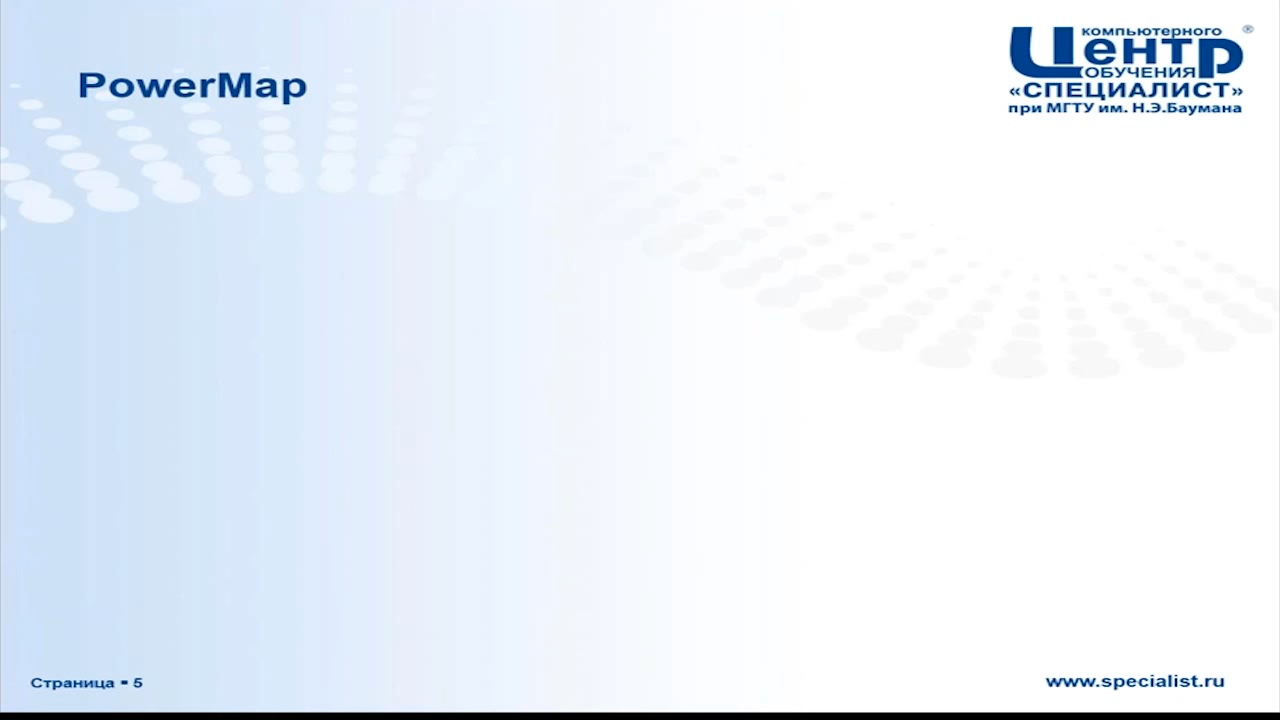 PowerMap
компьютерного
Центр
ОБУЧЕНИЯ
®
«СПЕЦИАЛИСТ»
при МГТУ им. Н.Э.Баумана
Страница ▪ 5
www.specialist.ru